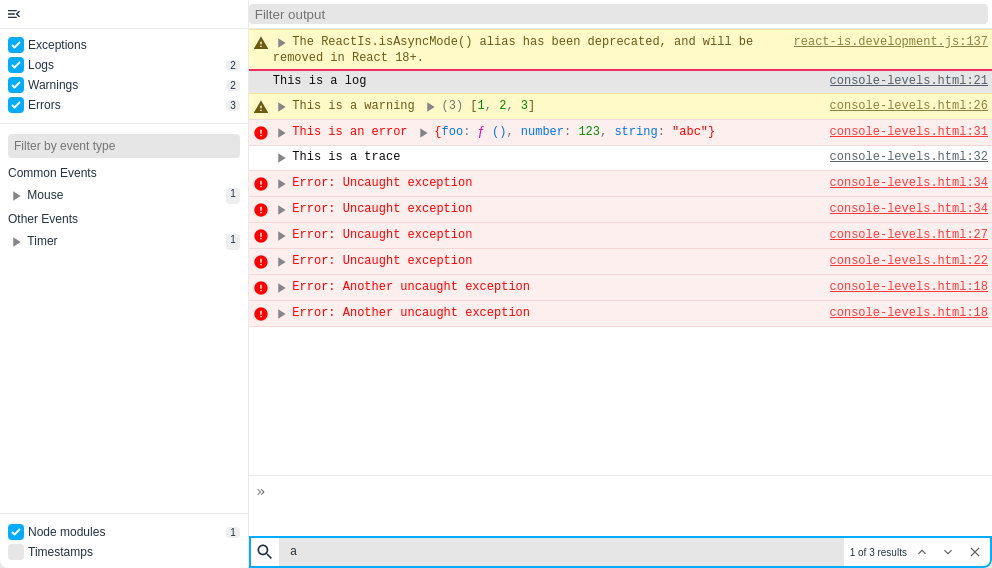 Filter output
Exceptions
Logs 2
Warnings 2
Errors 3
Filter by event type
Common Events
Mouse 1
Other Events
Timer 1
Node modules 1
Timestamps
The ReactIs.isAsyncMode() alias has been deprecated, and will be react-is.development.js:137
removed in React 18+.
This is a log console-levels.html:21
This is a warning (3) [1, 2, 3] console-levels.html:26
This is an error {foo: ƒ (), number: 123, string: "abc"} console-levels.html:31
This is a trace console-levels.html:32
Error: Uncaught exception console-levels.html:34
Error: Uncaught exception console-levels.html:34
Error: Uncaught exception console-levels.html:27
Error: Uncaught exception console-levels.html:22
Error: Another uncaught exception console-levels.html:18
Error: Another uncaught exception console-levels.html:18
»
a 1 of 3 results